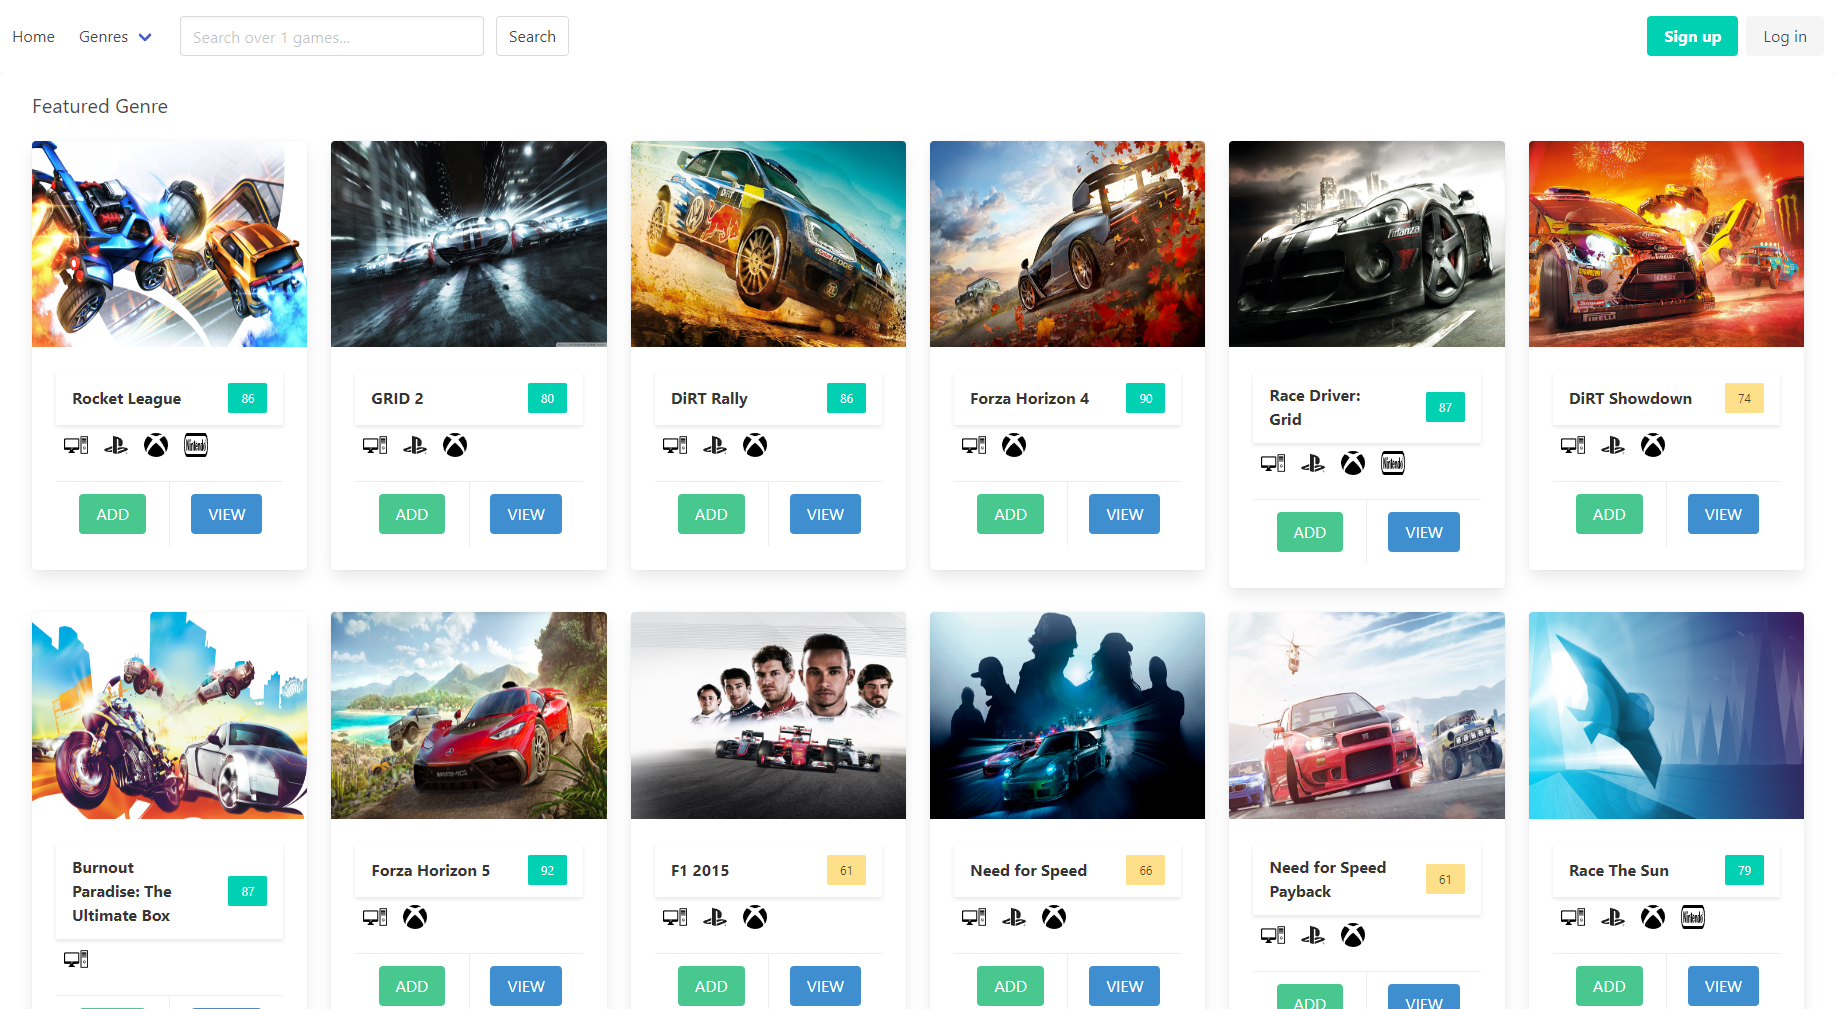 Home
Genres
Search over 1 games...
Search
Sign up
Log in
Featured Genre
Rocket League
86
Nintendo
ADD
VIEW
GRID 2
80
ADD
VIEW
DiRT Rally
86
ADD
VIEW
Forza Horizon 4
90
ADD
VIEW
Race Driver:
Grid
87
Nintendo
ADD
VIEW
DiRT Showdown
74
ADD
VIEW
Burnout
Paradise: The
Ultimate Box
87
Forza Horizon 5
92
ADD
VIEW
F1 2015
61
ADD
VIEW
Need for Speed
66
ADD
VIEW
Need for Speed
Payback
61
ADD
VIEW
Race The Sun
79
Nintendo
ADD
VIEW